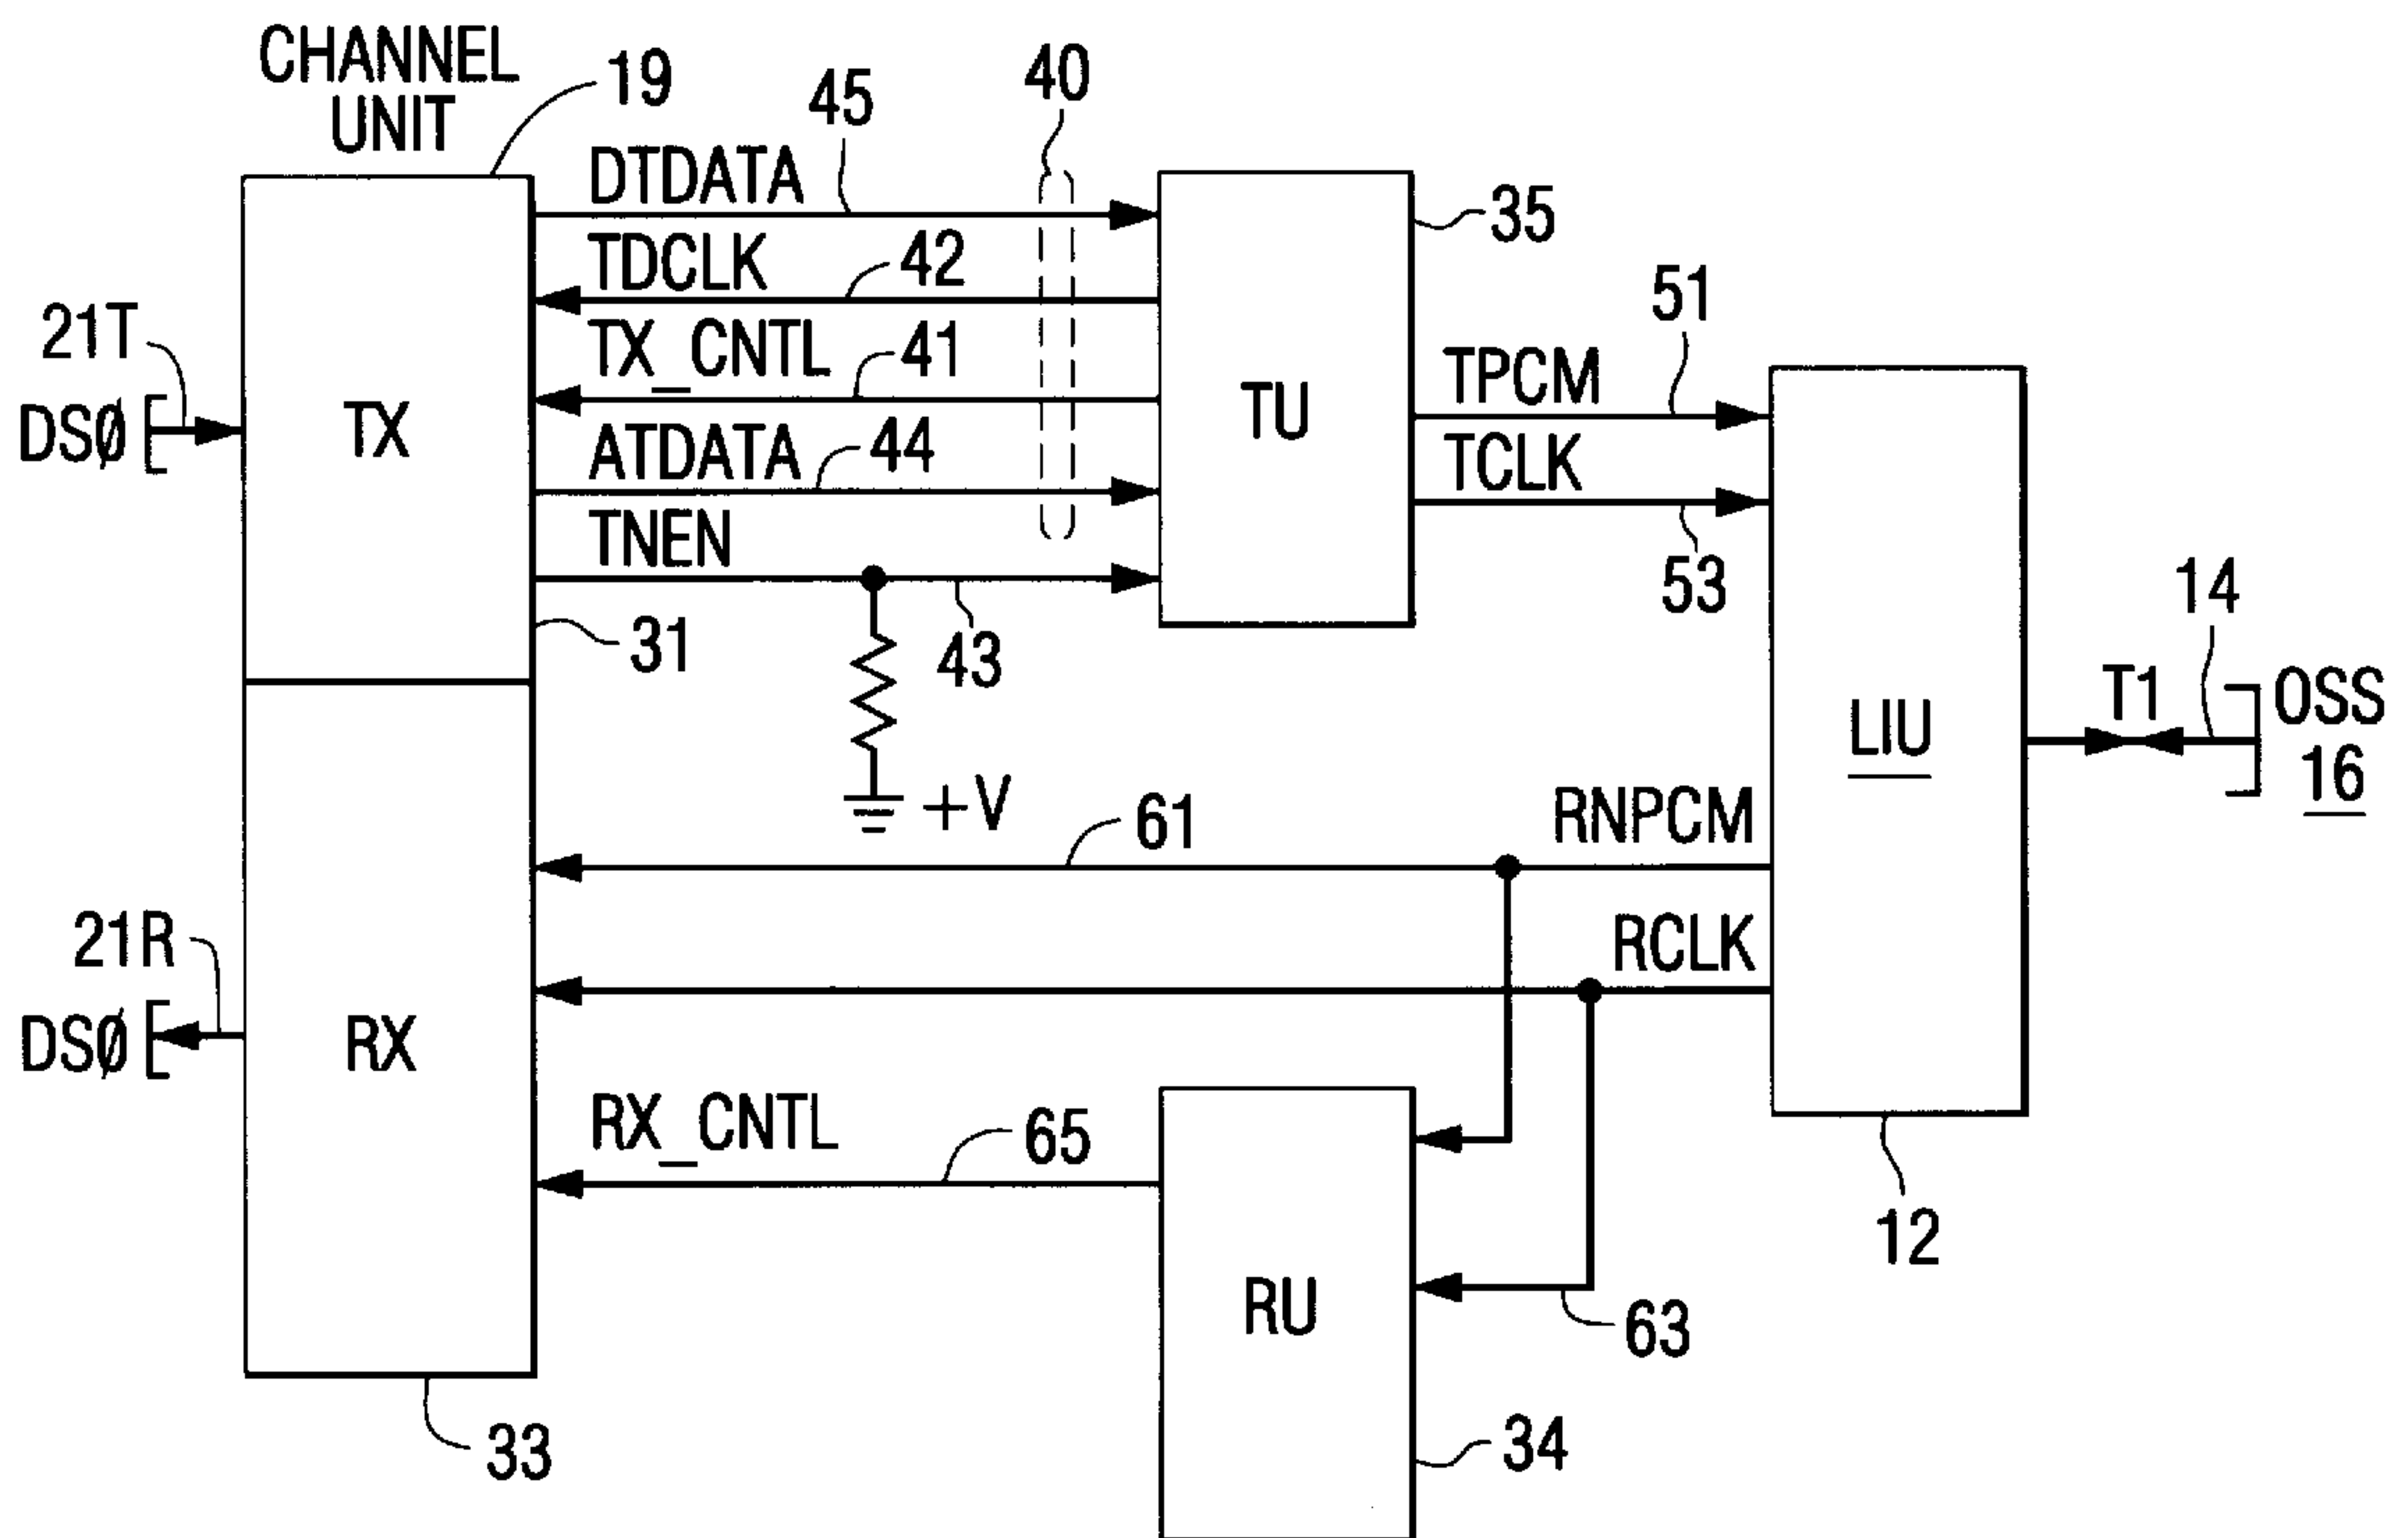 CHANNEL
UNIT
19
45
40
DTDATA
35
TDCLK
42
21T
TX_CNTL
41
51
DSØ
TX
TU
TPCM
ATDATA
44
TCLK
TNEN
53
14
31
43
T1
OSS
LIU
16
+V
61
RNPCM
21R
RCLK
DSØ
RX
RX_CNTL
65
12
RU
63
33
34